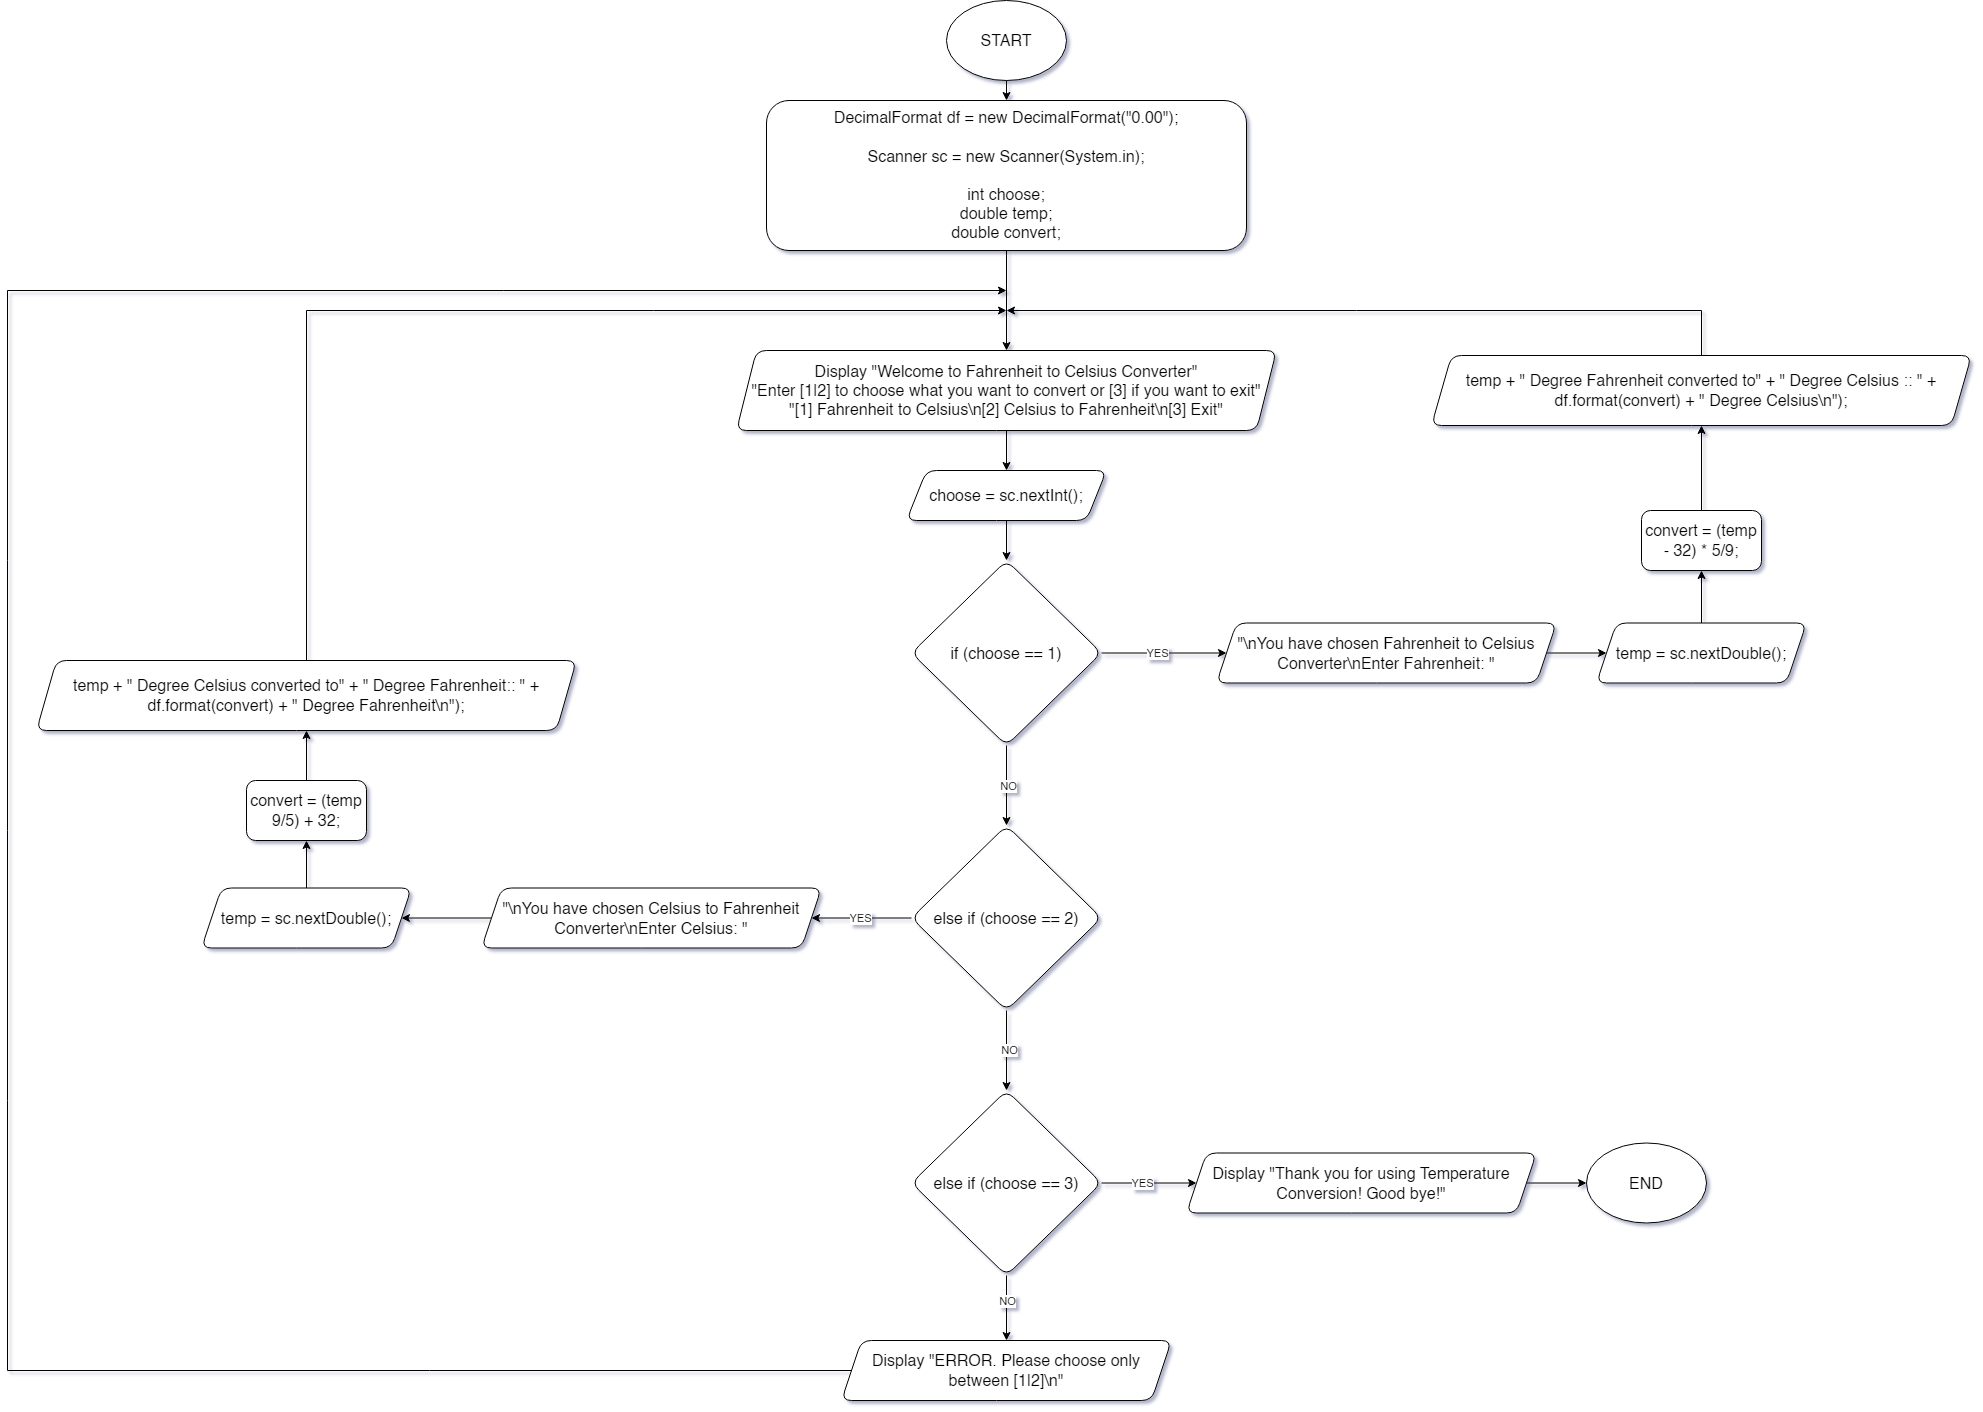 START
DecimalFormat df = new DecimalFormat("0.00");
Scanner sc = new Scanner(System.in);
int choose;
double temp;
double convert;
Display "Welcome to Fahrenheit to Celsius Converter"
"Enter [1|2] to choose what you want to convert or [3] if you want to exit"
"[1] Fahrenheit to Celsius\n[2] Celsius to Fahrenheit\n[3] Exit"
temp + " Degree Fahrenheit converted to" + " Degree Celsius :: " +
df.format(convert) + " Degree Celsius\n");
choose = sc.nextInt();
convert = (temp
- 32) * 5/9;
if (choose == 1)
YES
"\nYou have chosen Fahrenheit to Celsius
Converter\nEnter Fahrenheit: "
temp = sc.nextDouble();
temp + " Degree Celsius converted to" + " Degree Fahrenheit:: " +
df.format(convert) + " Degree Fahrenheit\n");
NO
convert = (temp
9/5) + 32;
temp = sc.nextDouble();
"\nYou have chosen Celsius to Fahrenheit
Converter\nEnter Celsius: "
YES
else if (choose == 2)
NO
else if (choose == 3)
YES
Display "Thank you for using Temperature
Conversion! Good bye!"
END
NO
Display "ERROR. Please choose only
between [1|2]\n"